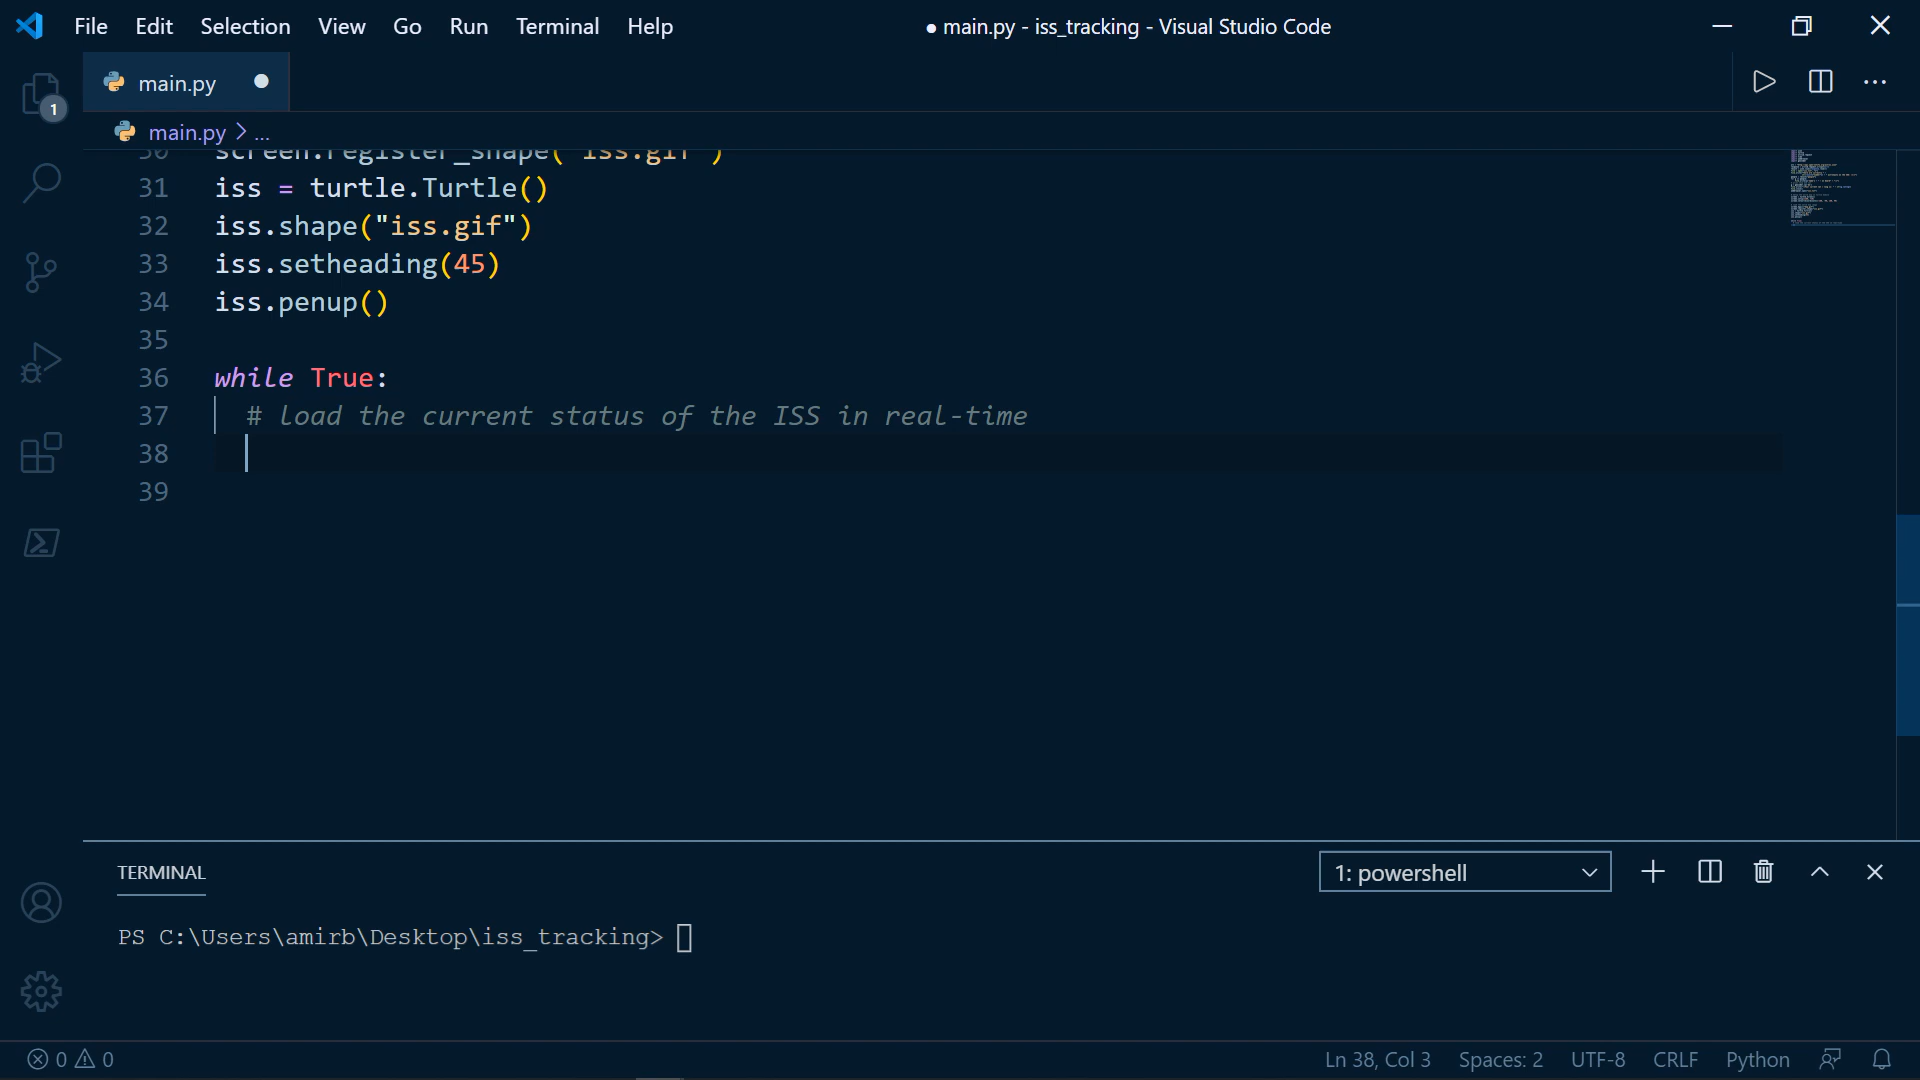 File Edit Selection View Go Run Terminal Help
● main.py - iss_tracking - Visual Studio Code
main.py
1
main.py > ...
30 screen.register_shape("iss.gif")
31 iss = turtle.Turtle()
32 iss.shape("iss.gif")
33 iss.setheading(45)
34 iss.penup()
35
36 while True:
37 # load the current status of the ISS in real-time
38
39
TERMINAL
1: powershell
PS C:\Users\amirb\Desktop\iss_tracking>
0 0
Ln 38, Col 3 Spaces: 2 UTF-8 CRLF Python